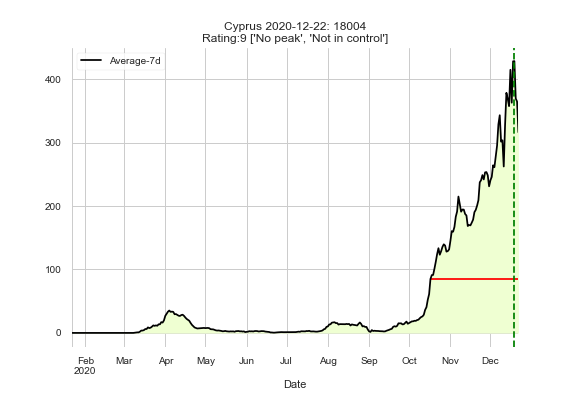 Cyprus 2020-12-22: 18004
Rating:9 ['No peak', 'Not in control']
Average-7d
400
300
200
100
0
Feb Mar Apr May Jun Jul Aug Sep Oct Nov Dec
2020
Date